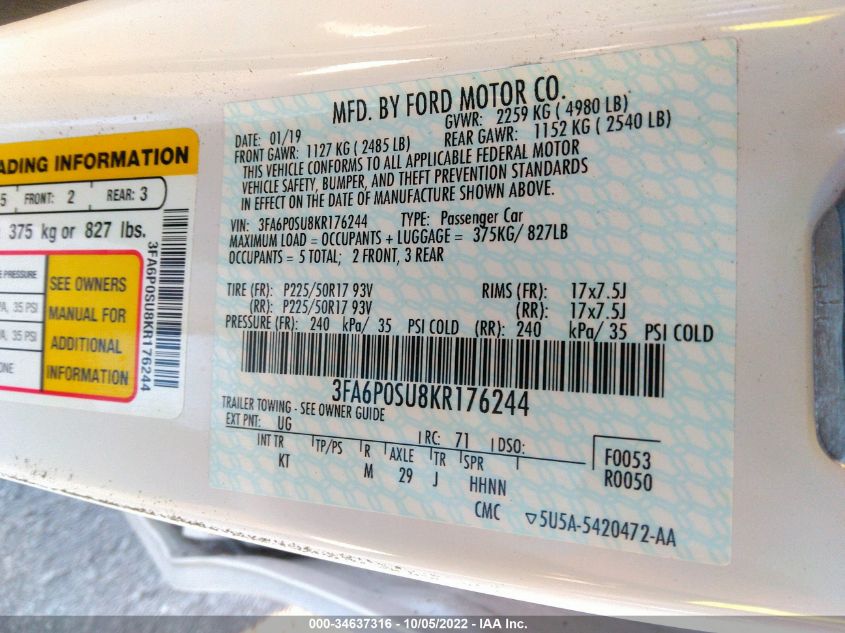 ADING INFORMATION
5 FRONT: 2 REAR: 3
375 kg or 827 lbs.
PRESSURE
35 PSI
35 PSI
SEE OWNERS
MANUAL FOR
ADDITIONAL
INFORMATION
3FA6P0SU8KR176244
MFD. BY FORD MOTOR CO.
DATE: 01/19 GVWR: 2259 KG ( 4980 LB)
FRONT GAWR: 1127 KG ( 2485 LB) REAR GAWR: 1152 KG ( 2540 LB)
THIS VEHICLE CONFORMS TO ALL APPLICABLE FEDERAL MOTOR
VEHICLE SAFETY, BUMPER, AND THEFT PREVENTION STANDARDS
IN EFFECT ON THE DATE OF MANUFACTURE SHOWN ABOVE.
VIN: 3FA6P0SU8KR176244 TYPE: Passenger Car
MAXIMUM LOAD = OCCUPANTS + LUGGAGE = 375KG/ 827LB
OCCUPANTS = 5 TOTAL; 2 FRONT, 3 REAR
TIRE (FR): P225/50R17 93V RIMS (FR): 17x7.5J
(RR): P225/50R17 93V (RR): 17x7.5J
PRESSURE (FR): 240 kPa/ 35 PSI COLD (RR): 240 kPa/ 35 PSI COLD
3FA6P0SU8KR176244
TRAILER TOWING - SEE OWNER GUIDE
EXT PNT: UG RC: 71 DSO:
INT TR TP/PS R AXLE TR SPR
KT M 29 J HHNN
F0053
R0050
CMC ▽5U5A-5420472-AA
000-34637316 - 10/05/2022 - IAA Inc.